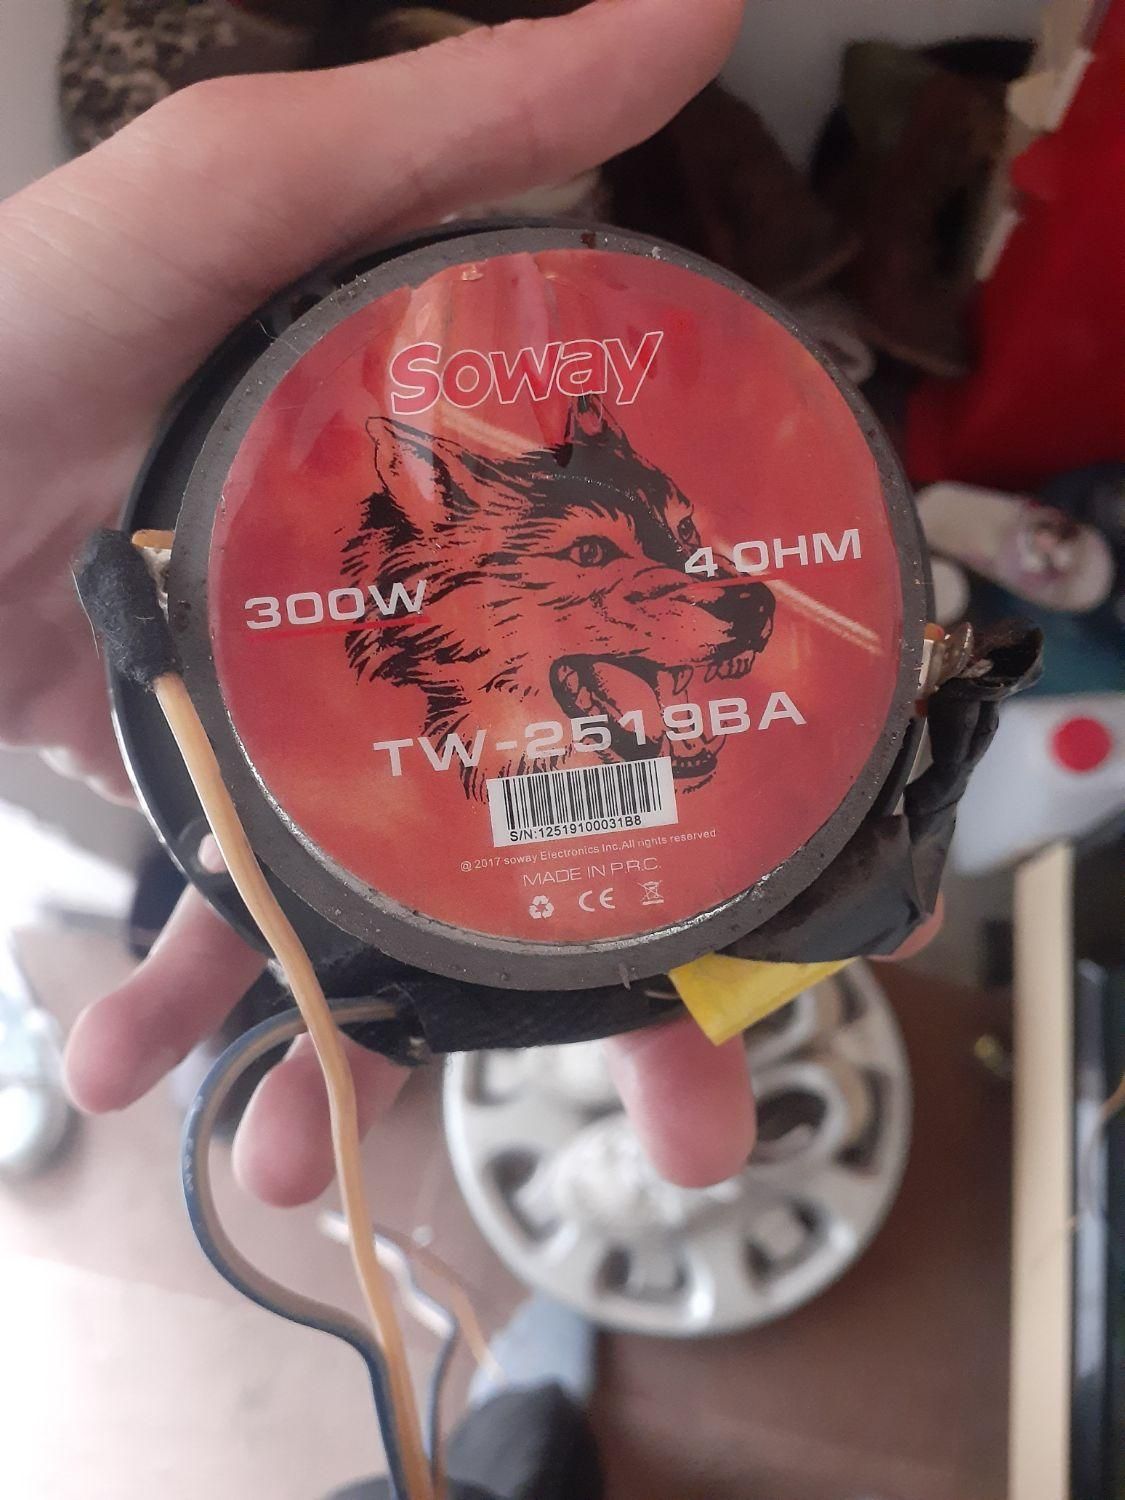 Soway
300W
4 OHM
TW-2519BA
S/N:12519100031B8
@ 2017 soway Electronics Inc.All rights reserved
MADE IN P.R.C.
CE